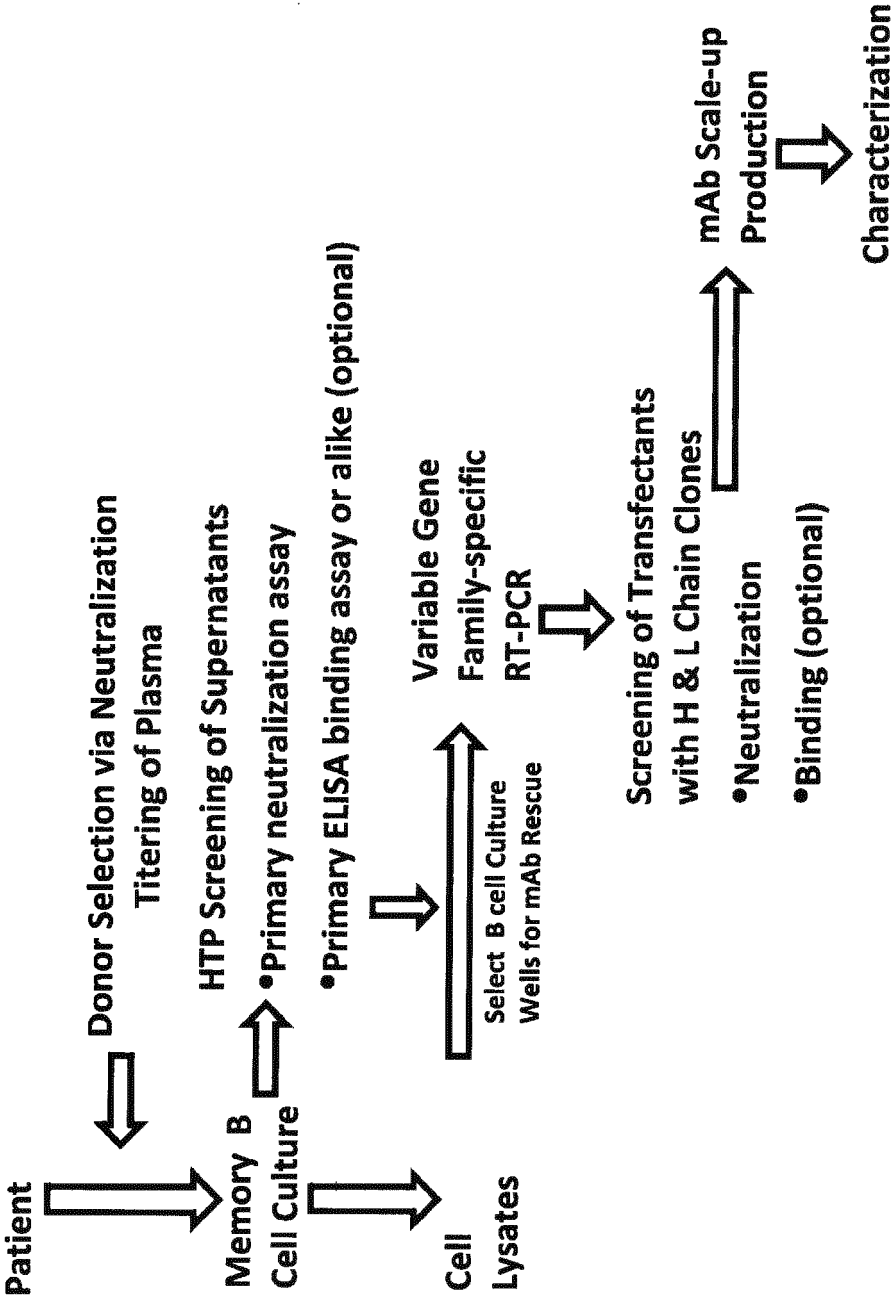 Patient
Donor Selection via Neutralization
Titering of Plasma
Memory B
Cell Culture
HTP Screening of Supernatants
•Primary neutralization assay
•Primary ELISA binding assay or alike (optional)
Cell
Lysates
Select B cell Culture
Wells for mAb Rescue
Variable Gene
Family-specific
RT-PCR
Screening of Transfectants
with H & L Chain Clones
•Neutralization
•Binding (optional)
mAb Scale-up
Production
Characterization